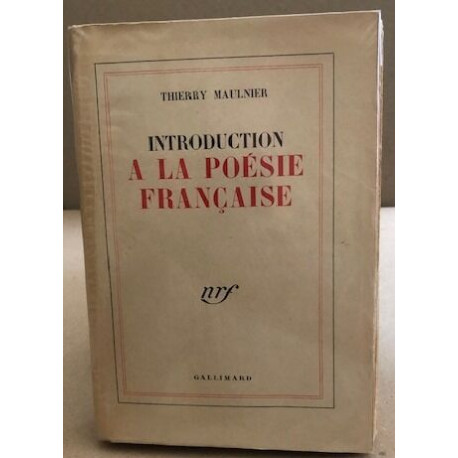 THIERRY MAULNIER
INTRODUCTION
A LA POÉSIE
FRANÇAISE
nrf
GALLIMARD